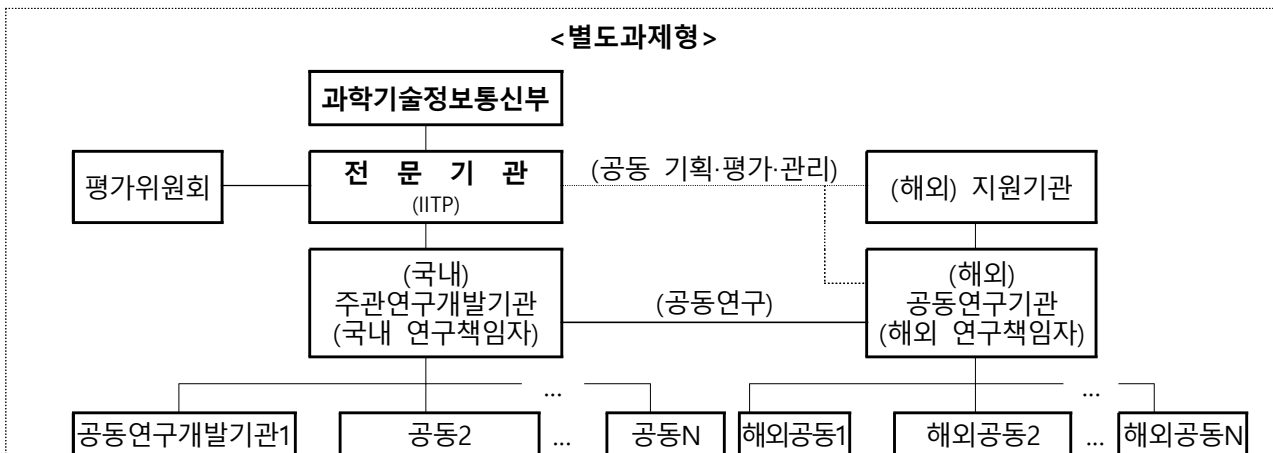 <별도과제형>
과학기술정보통신부
평가위원회
전 문 기 관
(IITP)
(공동 기획·평가·관리)
(해외) 지원기관
(국내)
주관연구개발기관
(국내 연구책임자)
(공동연구)
(해외)
공동연구기관
(해외 연구책임자)
...
...
공동연구개발기관1
공동2
...
공동N
해외공동1
해외공동2
...
해외공동N